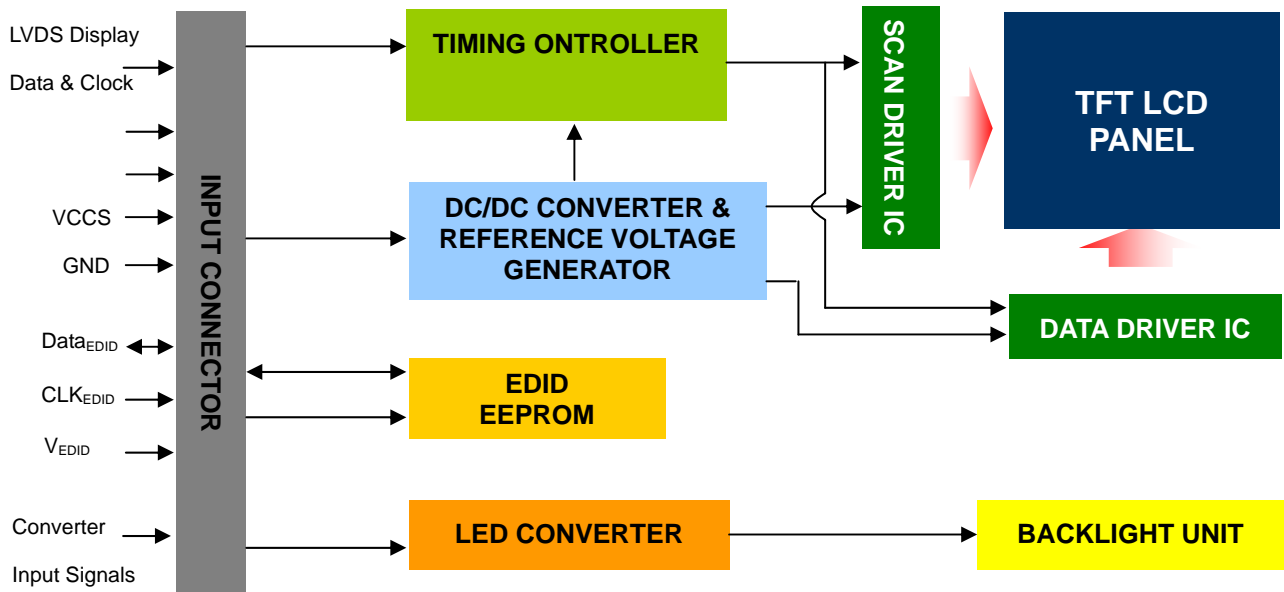 LVDS Display
Data & Clock
VCCS
GND
DataEDID
CLKEDID
VEDID
Converter
Input Signals
INPUT CONNECTOR
TIMING ONTROLLER
DC/DC CONVERTER &
REFERENCE VOLTAGE
GENERATOR
EDID
EEPROM
LED CONVERTER
SCAN DRIVER IC
TFT LCD
PANEL
DATA DRIVER IC
BACKLIGHT UNIT